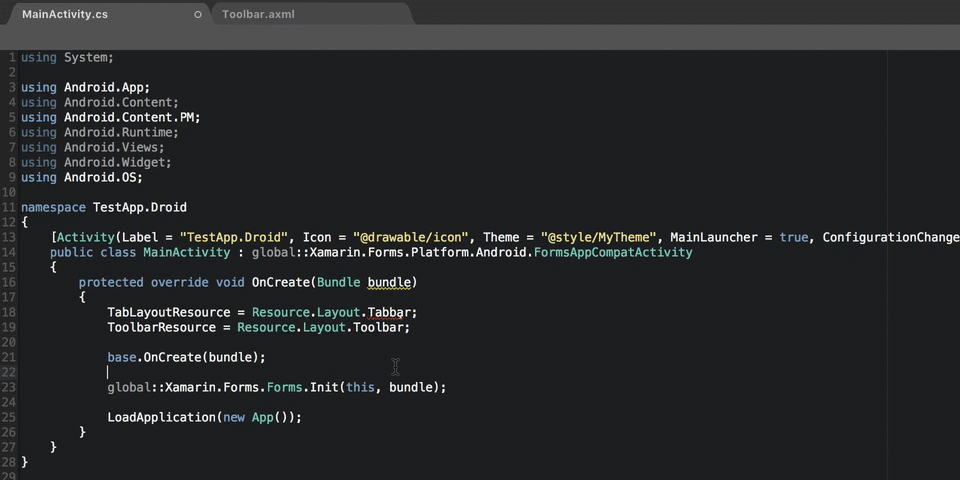 MainActivity.cs
Toolbar.axml
1 using System;
2
3 using Android.App;
4 using Android.Content;
5 using Android.Content.PM;
6 using Android.Runtime;
7 using Android.Views;
8 using Android.Widget;
9 using Android.OS;
10
11 namespace TestApp.Droid
12 {
13 [Activity(Label = "TestApp.Droid", Icon = "@drawable/icon", Theme = "@style/MyTheme", MainLauncher = true, ConfigurationChange
14 public class MainActivity : global::Xamarin.Forms.Platform.Android.FormsAppCompatActivity
15 {
16 protected override void OnCreate(Bundle bundle)
17 {
18 TabLayoutResource = Resource.Layout.Tabbar;
19 ToolbarResource = Resource.Layout.Toolbar;
20
21 base.OnCreate(bundle);
22
23 global::Xamarin.Forms.Forms.Init(this, bundle);
24
25 LoadApplication(new App());
26 }
27 }
28 }
29